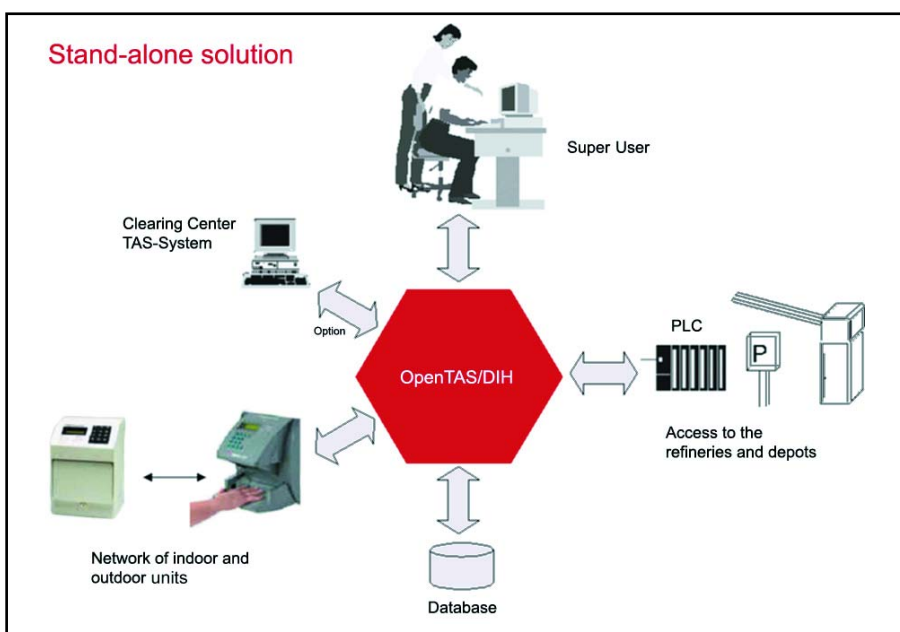 Stand-alone solution
Super User
Clearing Center
TAS-System
Option
OpenTAS/DIH
PLC
P
Access to the
refineries and depots
Network of indoor and
outdoor units
Database